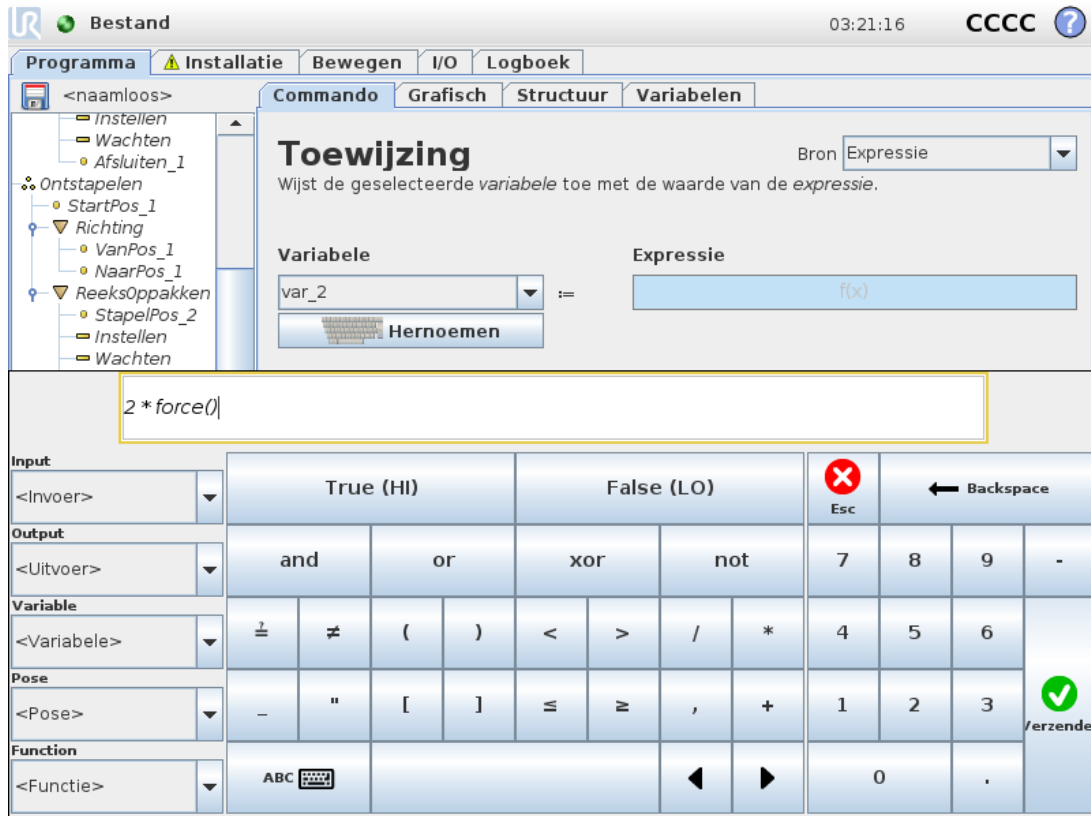 UR Bestand 03:21:16 CCCC ?
Programma Installatie Bewegen I/O Logboek
<naamloos> Commando Grafisch Structuur Variabelen
Instellen
Wachten
Afsluiten_1
Ontstapelen
StartPos_1
Richting
VanPos_1
NaarPos_1
ReeksOppakken
StapelPos_2
Instellen
Wachten
Toewijzing
Bron Expressie
Wijst de geselecteerde variabele toe met de waarde van de expressie.
Variabele Expressie
var_2 := f(x)
Hernoemen
2 * force()
Input
<Invoer> True (HI) False (LO) Esc Backspace
Output
<Uitvoer> and or xor not 7 8 9 -
Variable
<Variabele> ≟ ≠ ( ) < > / * 4 5 6
Pose
<Pose> _ " [ ] ≤ ≥ , + 1 2 3 Verzende
Function
<Functie> ABC 0 .